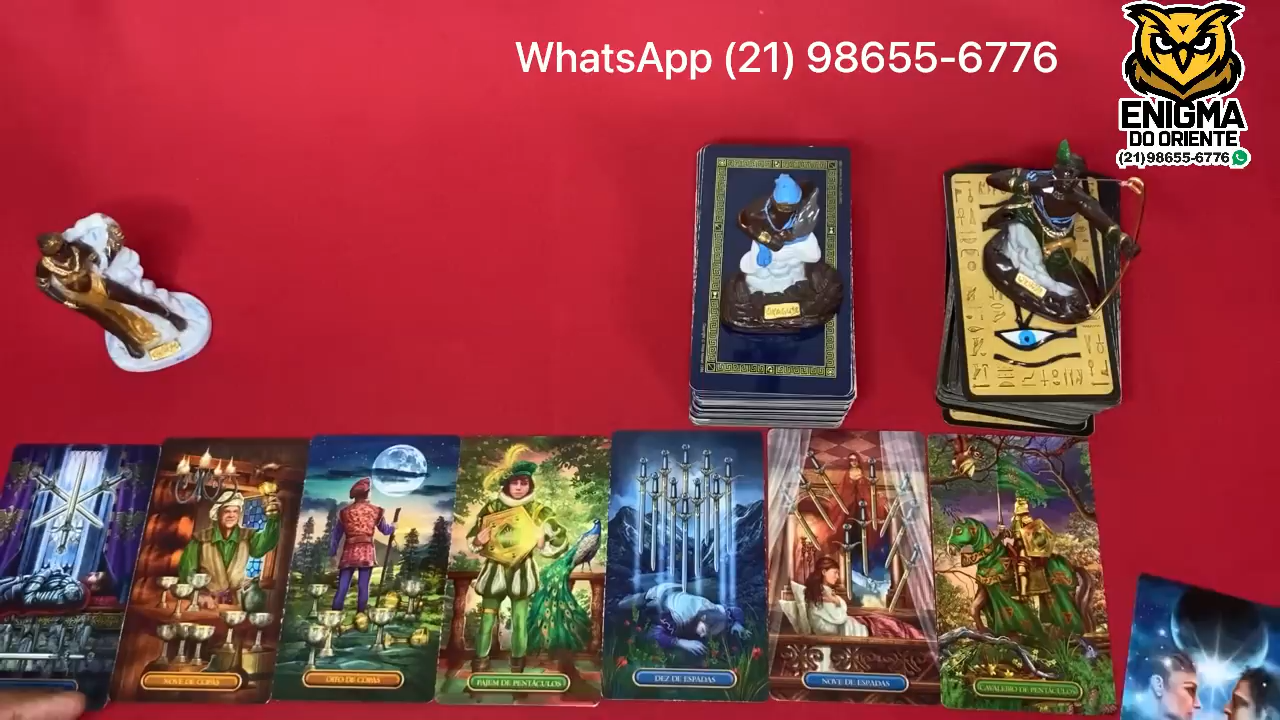 WhatsApp (21) 98655-6776
ENIGMA
DO ORIENTE
(21)98655-6776
NOVE DE COPAS
OITO DE COPAS
PAJEM DE PENTÁCULOS
DEZ DE ESPADAS
NOVE DE ESPADAS
CAVALEIRO DE PENTÁCULOS